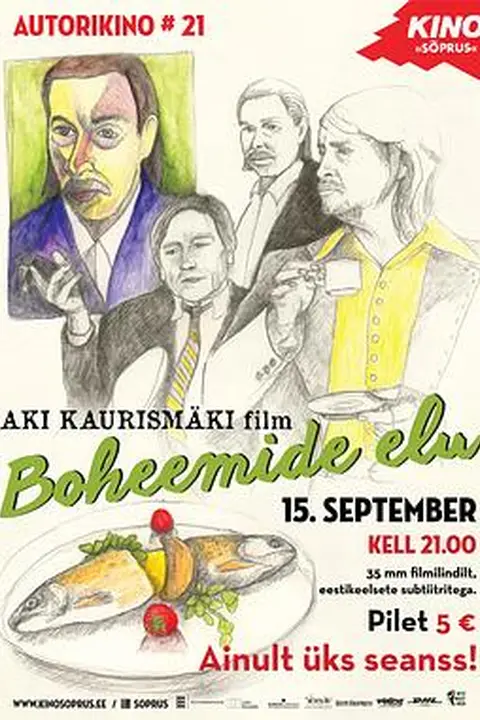 AUTORIKINO # 21
KINO
»SÕPRUS«
AKI KAURISMÄKI film
Boheemide elu
15. SEPTEMBER
KELL 21.00
35 mm filmilindilt,
eestikeelsete subtiitritega.
Pilet 5 €
Ainult üks seanss!
WWW.KINOSOPRUS.EE / SÕPRUS